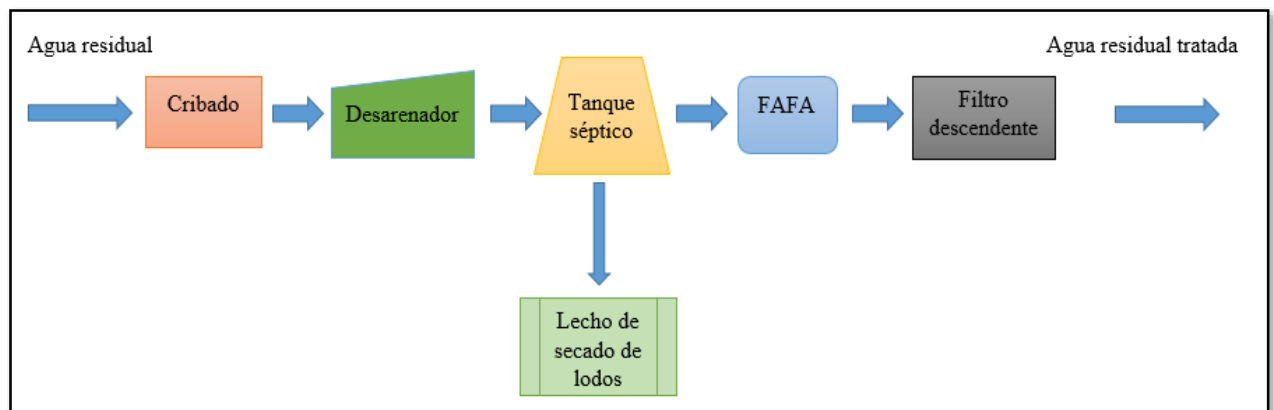 Agua residual
Agua residual tratada
Cribado
Desarenador
Tanque
séptico
FAFA
Filtro
descendente
Lecho de
secado de
lodos